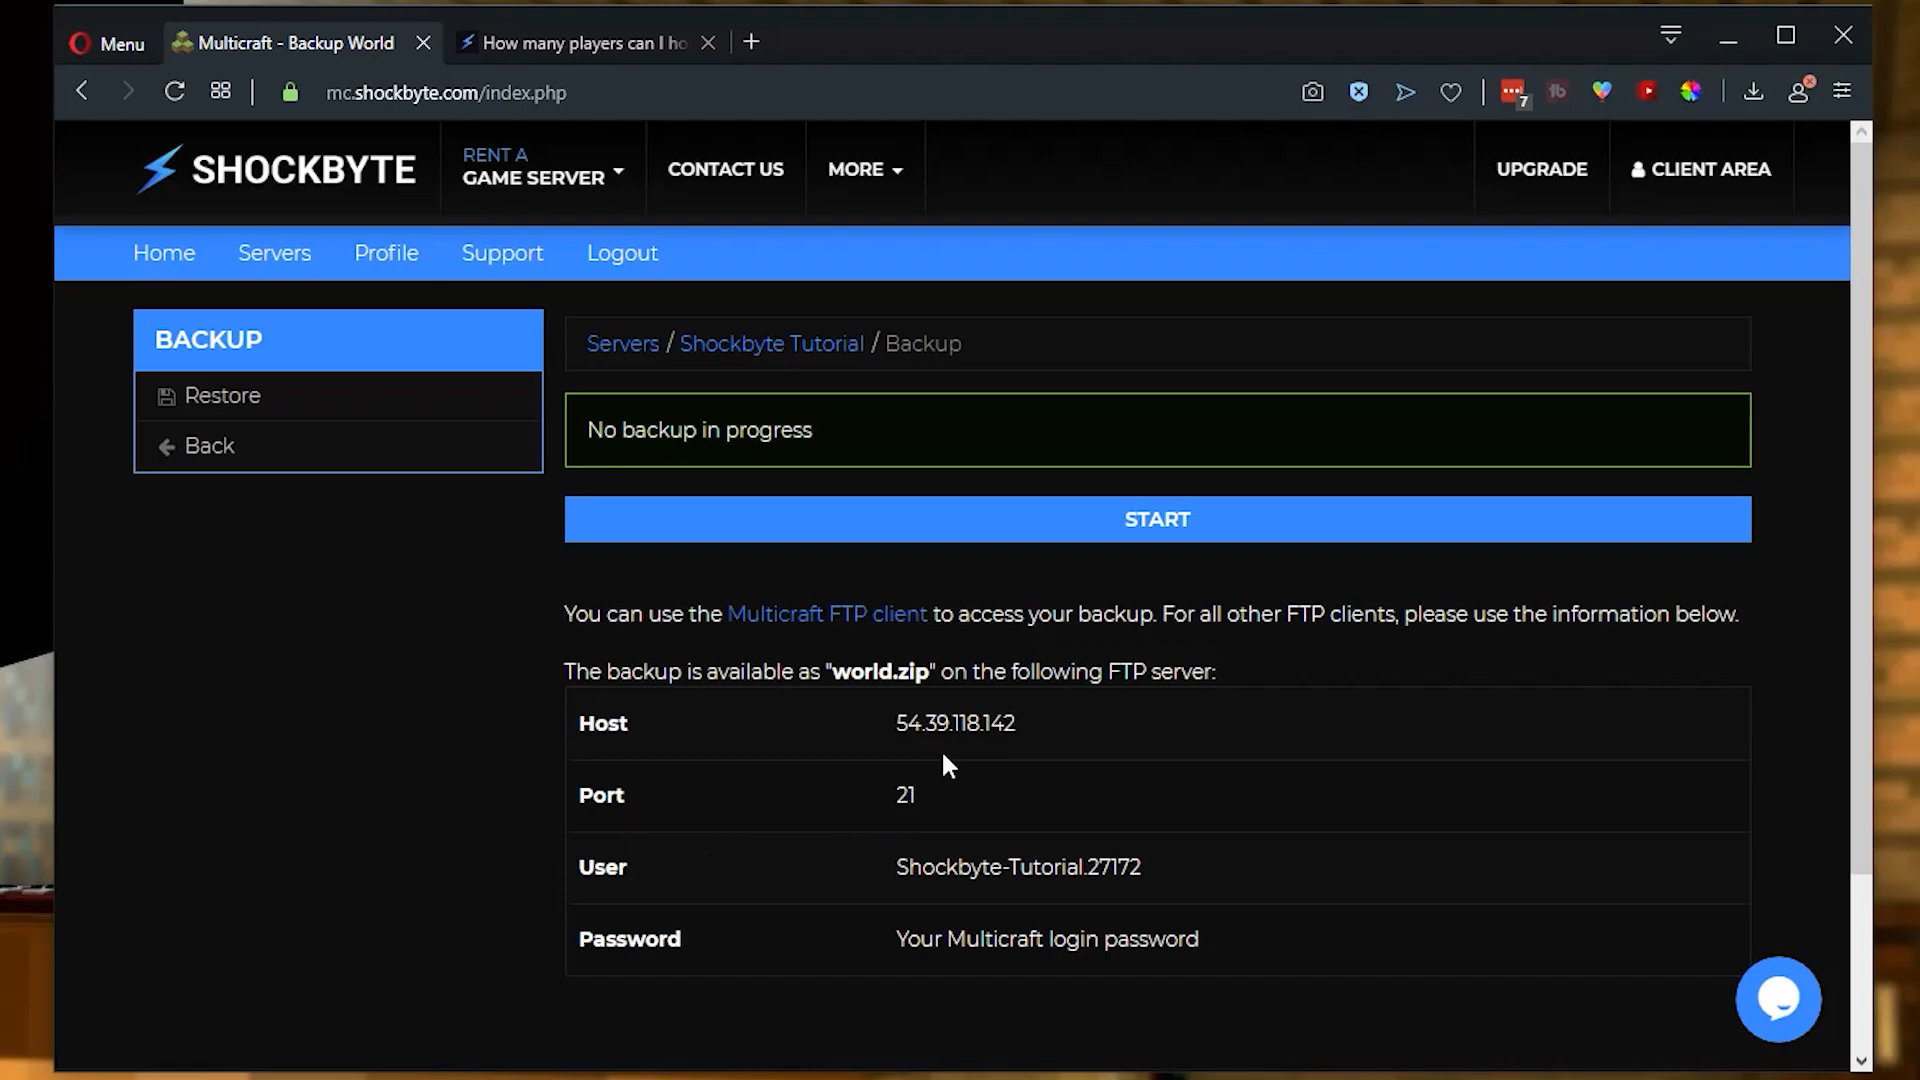 Menu
Multicraft - Backup World
How many players can I ho
mc.shockbyte.com/index.php
7
SHOCKBYTE
RENT A
GAME SERVER
CONTACT US
MORE
UPGRADE
CLIENT AREA
Home
Servers
Profile
Support
Logout
BACKUP
Restore
Back
Servers / Shockbyte Tutorial / Backup
No backup in progress
START
You can use the Multicraft FTP client to access your backup. For all other FTP clients, please use the information below.
The backup is available as "world.zip" on the following FTP server:
Host 54.39.118.142
Port 21
User Shockbyte-Tutorial.27172
Password Your Multicraft login password